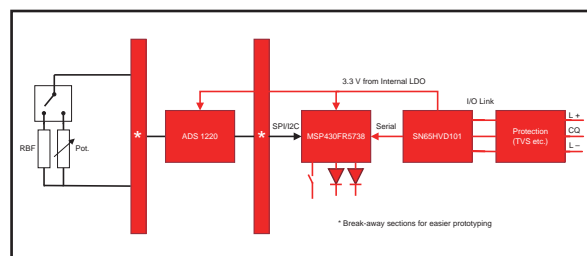 3.3 V from Internal LDO
I/O Link
L +
SPI/I2C
Serial
*
ADS 1220
*
MSP430FR5738
SN65HVD101
Protection
(TVS etc.)
CQ
L –
RBF
Pot.
* Break-away sections for easier prototyping